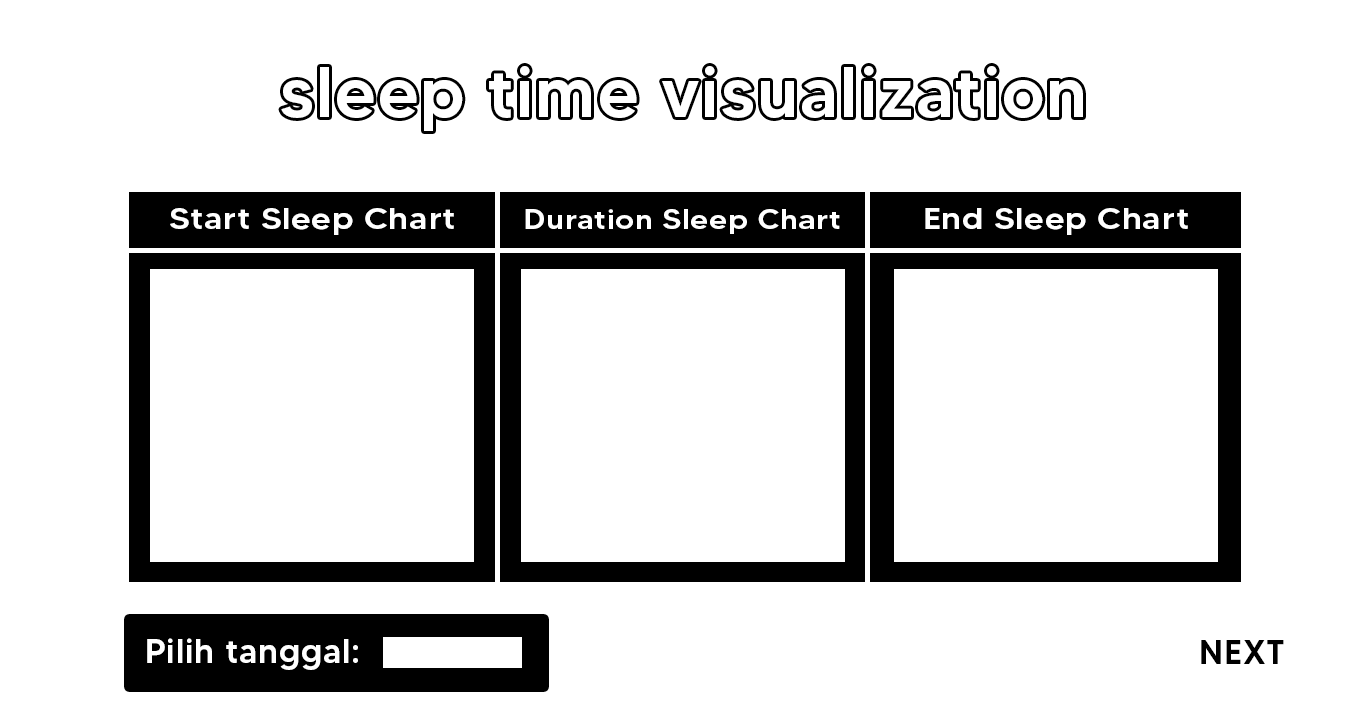 sleep time visualization
Start Sleep Chart
Duration Sleep Chart
End Sleep Chart
Pilih tanggal:
NEXT